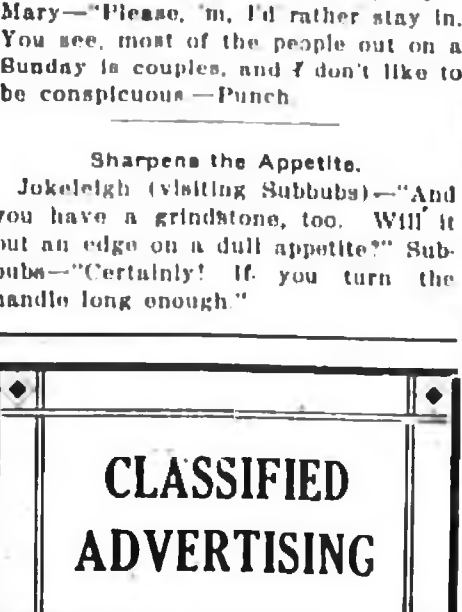 Mary—"Please, 'm, I'd rather stay in.
You see, most of the people out on a
Sunday is couples, and I don't like to
be conspicuous —Punch
Sharpens the Appetite.
Jokeleigh (visiting Subbubs)—"And
you have a grindstone, too. Will it
put an edge on a dull appetite?" Sub-
bubs—"Certainly! If you turn the
handle long enough."
CLASSIFIED
ADVERTISING